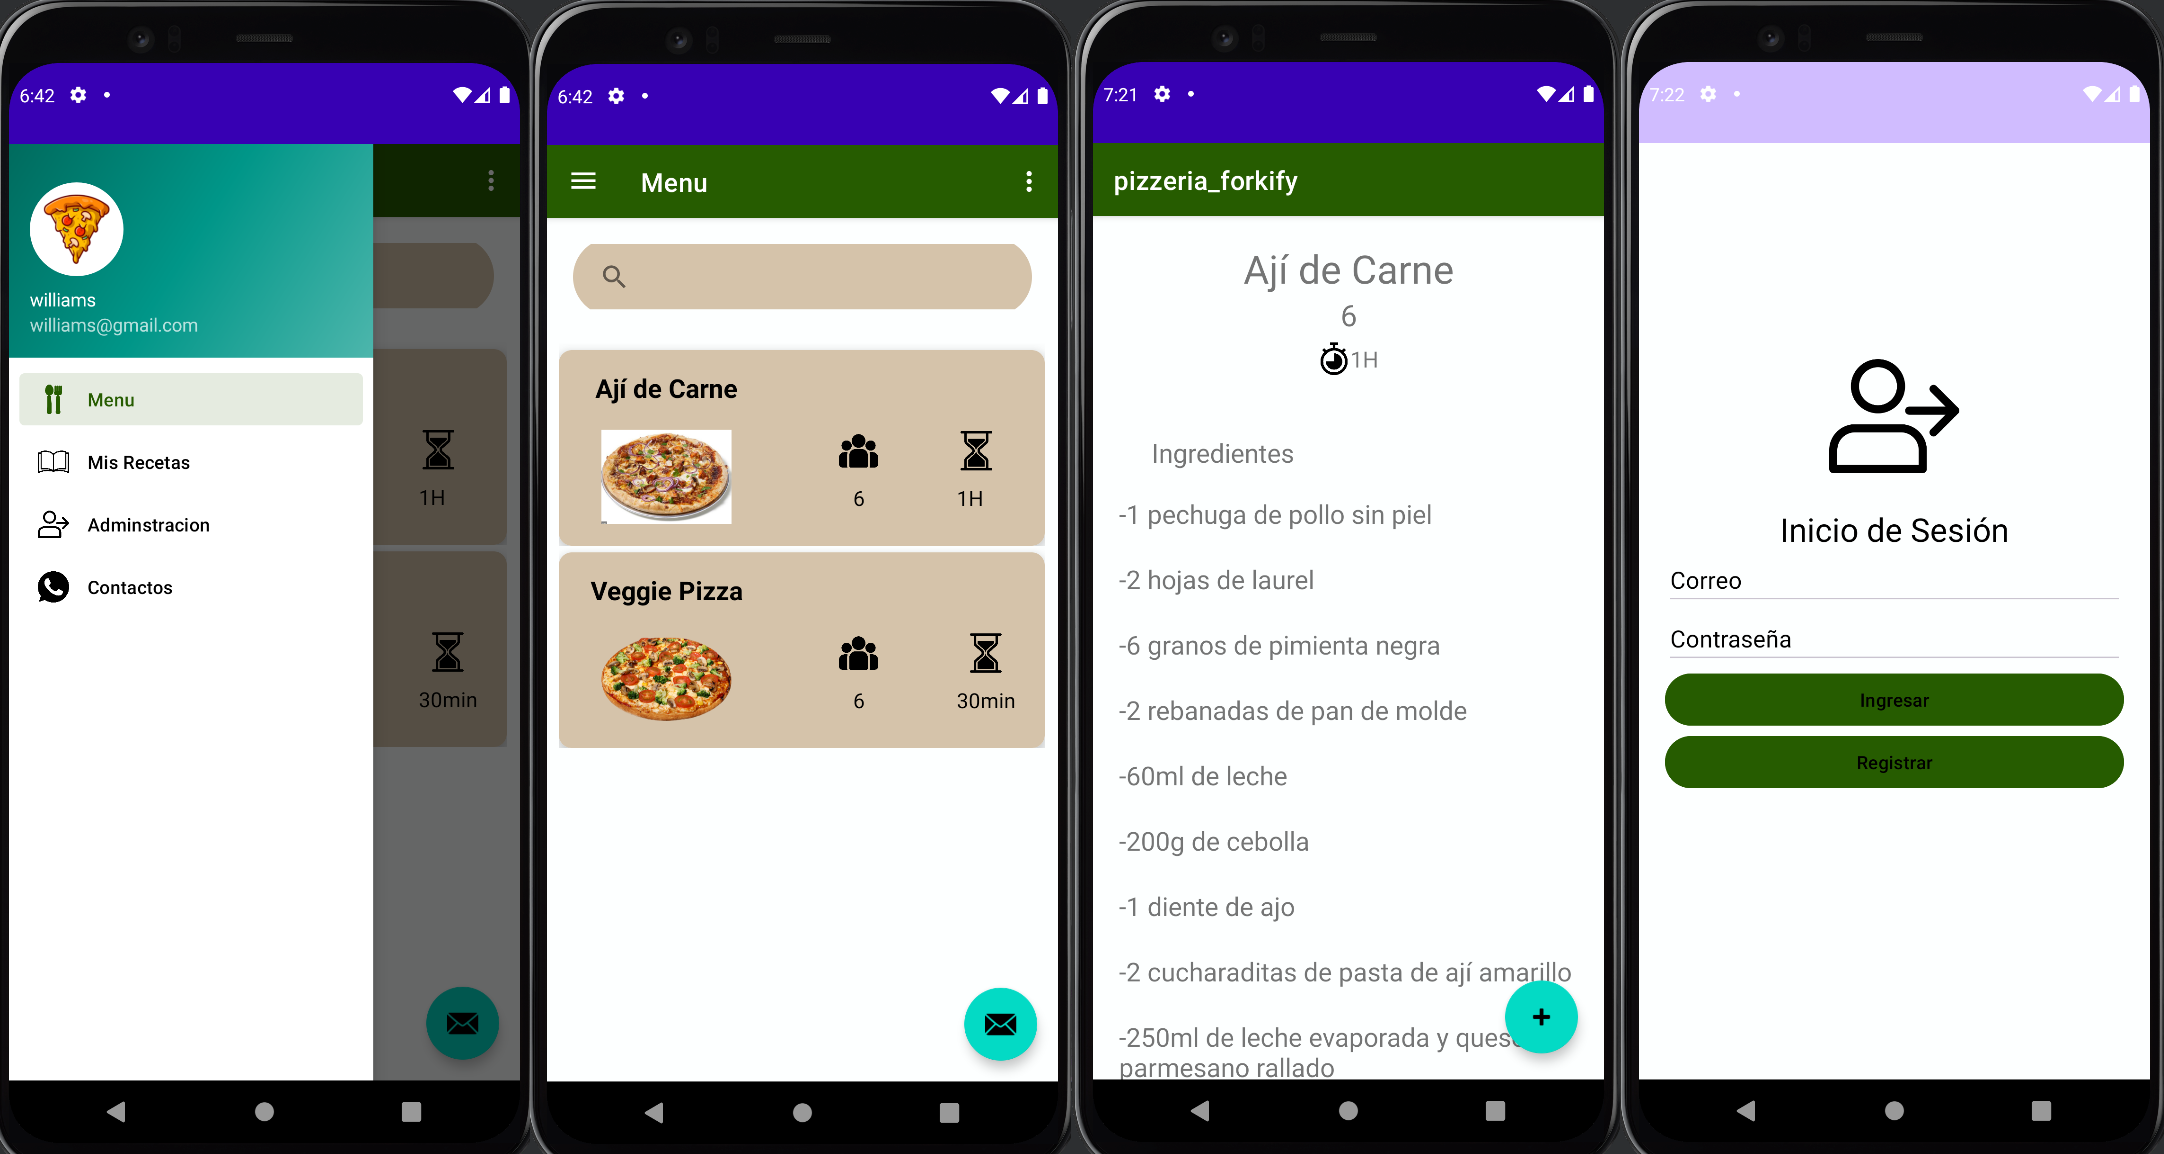 6:42
williams
williams@gmail.com
Menu
Mis Recetas
Adminstracion
Contactos
1H
30min
6:42
Menu
Ají de Carne
6
1H
Veggie Pizza
6
30min
7:21
pizzeria_forkify
Ají de Carne
6
1H
Ingredientes
-1 pechuga de pollo sin piel
-2 hojas de laurel
-6 granos de pimienta negra
-2 rebanadas de pan de molde
-60ml de leche
-200g de cebolla
-1 diente de ajo
-2 cucharaditas de pasta de ají amarillo
-250ml de leche evaporada y queso
parmesano rallado
7:22
Inicio de Sesión
Correo
Contraseña
Ingresar
Registrar